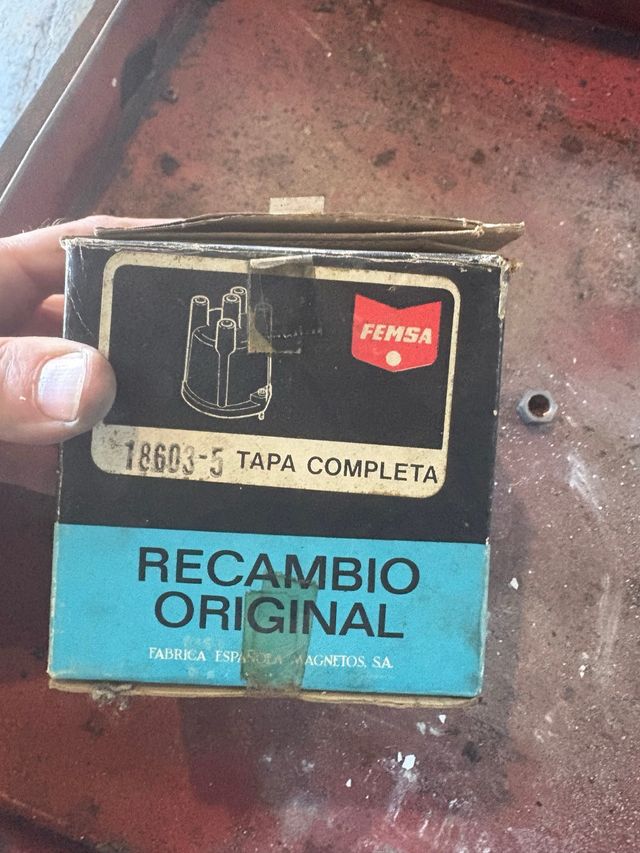 FEMSA
18603-5 TAPA COMPLETA
RECAMBIO
ORIGINAL
FABRICA ESPAÑOLA MAGNETOS, S.A.